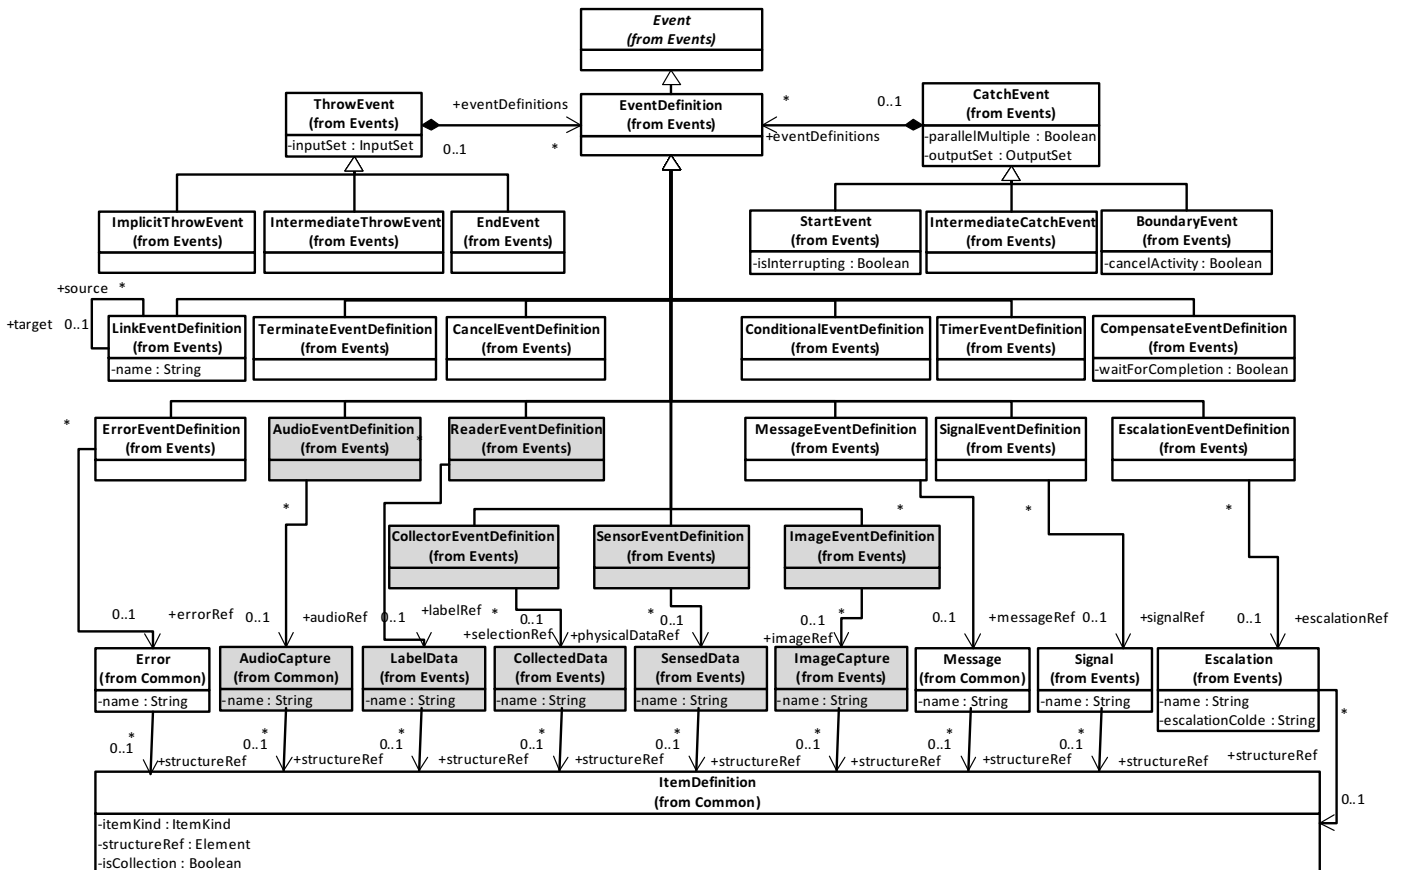 Event
(from Events)
ThrowEvent
(from Events)
-inputSet : InputSet
+eventDefinitions
0..1
*
EventDefinition
(from Events)
*
0..1
+eventDefinitions
CatchEvent
(from Events)
-parallelMultiple : Boolean
-outputSet : OutputSet
ImplicitThrowEvent
(from Events)
IntermediateThrowEvent
(from Events)
EndEvent
(from Events)
StartEvent
(from Events)
-isInterrupting : Boolean
IntermediateCatchEvent
(from Events)
BoundaryEvent
(from Events)
-cancelActivity : Boolean
+source *
+target 0..1
LinkEventDefinition
(from Events)
-name : String
TerminateEventDefinition
(from Events)
CancelEventDefinition
(from Events)
ConditionalEventDefinition
(from Events)
TimerEventDefinition
(from Events)
CompensateEventDefinition
(from Events)
-waitForCompletion : Boolean
*
ErrorEventDefinition
(from Events)
AudioEventDefinition
(from Events)
*
ReaderEventDefinition
(from Events)
MessageEventDefinition
(from Events)
SignalEventDefinition
(from Events)
EscalationEventDefinition
(from Events)
*
*
*
*
CollectorEventDefinition
(from Events)
SensorEventDefinition
(from Events)
ImageEventDefinition
(from Events)
0..1
+errorRef
0..1
+audioRef
0..1
+labelRef
*
+selectionRef
0..1
+physicalDataRef
*
+imageRef
0..1
*
0..1
+messageRef
0..1
+signalRef
0..1
+escalationRef
Error
(from Common)
-name : String
AudioCapture
(from Common)
-name : String
LabelData
(from Events)
-name : String
CollectedData
(from Events)
-name : String
SensedData
(from Events)
-name : String
ImageCapture
(from Events)
-name : String
Message
(from Common)
-name : String
Signal
(from Events)
-name : String
Escalation
(from Events)
-name : String
-escalationColde : String
*
0..1
+structureRef
*
0..1
+structureRef
*
0..1
+structureRef
*
0..1
+structureRef
*
0..1
+structureRef
*
0..1
+structureRef
*
0..1
+structureRef
*
0..1
+structureRef
*
+structureRef
0..1
ItemDefinition
(from Common)
-itemKind : ItemKind
-structureRef : Element
-isCollection : Boolean